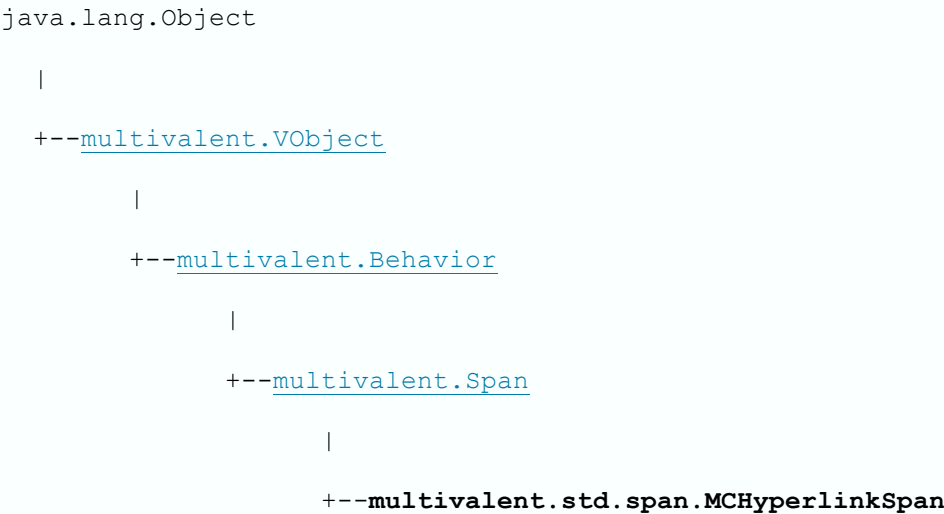 java.lang.Object
|
+--multivalent.VObject
|
+--multivalent.Behavior
|
+--multivalent.Span
|
+--multivalent.std.span.MCHyperlinkSpan